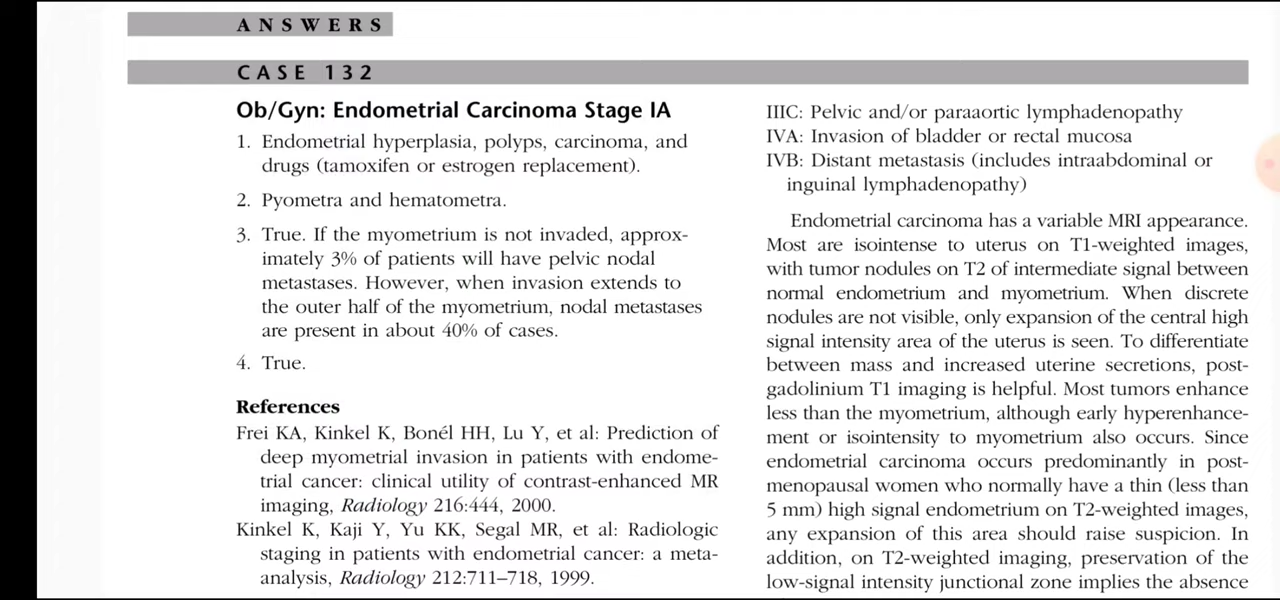 ANSWERS
CASE 132
Ob/Gyn: Endometrial Carcinoma Stage IA
1. Endometrial hyperplasia, polyps, carcinoma, and
drugs (tamoxifen or estrogen replacement).
2. Pyometra and hematometra.
3. True. If the myometrium is not invaded, approx-
imately 3% of patients will have pelvic nodal
metastases. However, when invasion extends to
the outer half of the myometrium, nodal metastases
are present in about 40% of cases.
4. True.
References
Frei KA, Kinkel K, Bonél HH, Lu Y, et al: Prediction of
deep myometrial invasion in patients with endome-
trial cancer: clinical utility of contrast-enhanced MR
imaging, Radiology 216:444, 2000.
Kinkel K, Kaji Y, Yu KK, Segal MR, et al: Radiologic
staging in patients with endometrial cancer: a meta-
analysis, Radiology 212:711–718, 1999.
IIIC: Pelvic and/or paraaortic lymphadenopathy
IVA: Invasion of bladder or rectal mucosa
IVB: Distant metastasis (includes intraabdominal or
inguinal lymphadenopathy)
Endometrial carcinoma has a variable MRI appearance.
Most are isointense to uterus on T1-weighted images,
with tumor nodules on T2 of intermediate signal between
normal endometrium and myometrium. When discrete
nodules are not visible, only expansion of the central high
signal intensity area of the uterus is seen. To differentiate
between mass and increased uterine secretions, post-
gadolinium T1 imaging is helpful. Most tumors enhance
less than the myometrium, although early hyperenhance-
ment or isointensity to myometrium also occurs. Since
endometrial carcinoma occurs predominantly in post-
menopausal women who normally have a thin (less than
5 mm) high signal endometrium on T2-weighted images,
any expansion of this area should raise suspicion. In
addition, on T2-weighted imaging, preservation of the
low-signal intensity junctional zone implies the absence